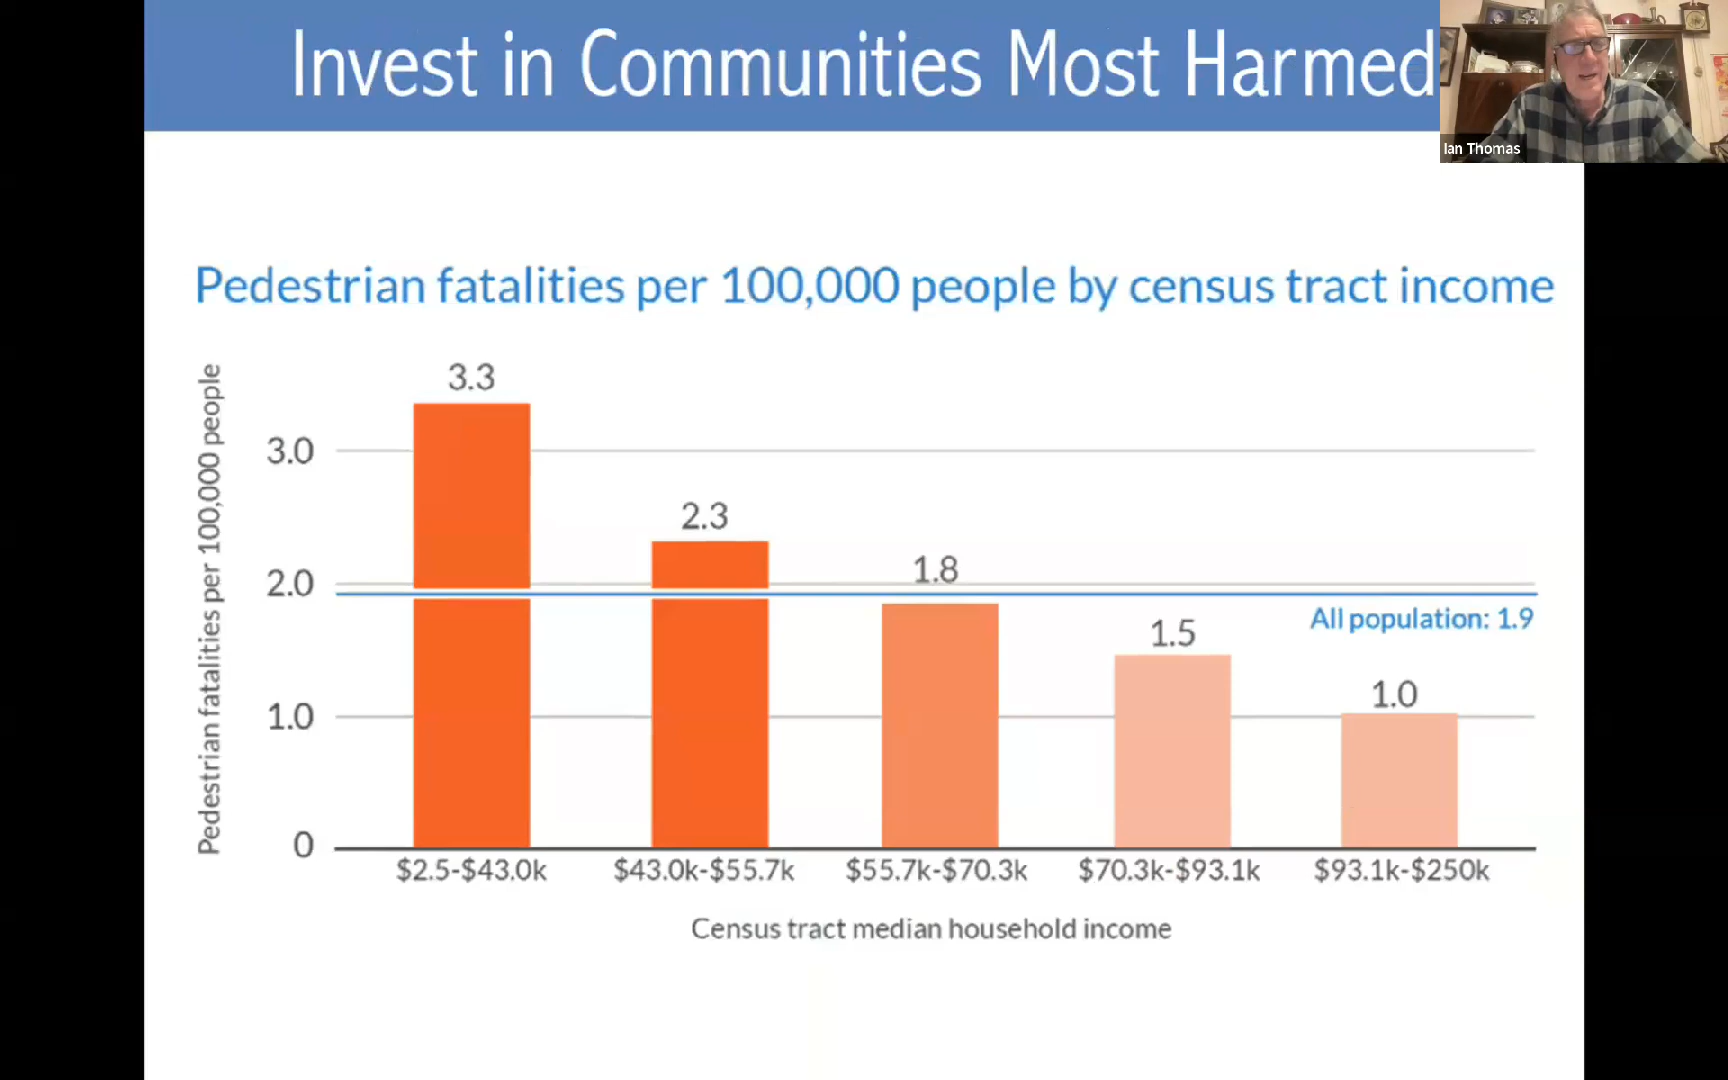 Invest in Communities Most Harmed
Ian Thomas
Pedestrian fatalities per 100,000 people by census tract income
Pedestrian fatalities per 100,000 people
3.3
3.0
2.3
2.0
1.8
All population: 1.9
1.5
1.0
1.0
0
$2.5-$43.0k
$43.0k-$55.7k
$55.7k-$70.3k
$70.3k-$93.1k
$93.1k-$250k
Census tract median household income